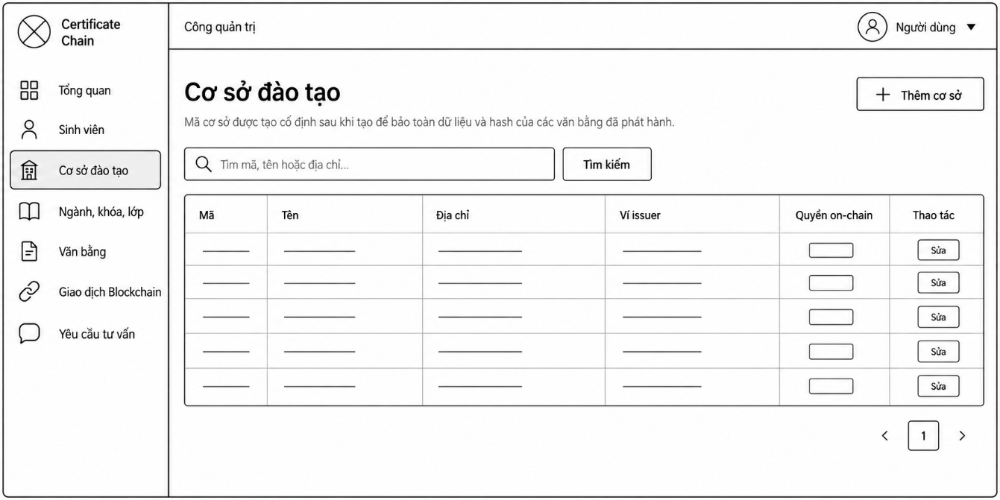 Certificate
Chain
Công quản trị
Người dùng
Tổng quan
Sinh viên
Cơ sở đào tạo
Ngành, khóa, lớp
Văn bằng
Giao dịch Blockchain
Yêu cầu tư vấn
Cơ sở đào tạo
Thêm cơ sở
Mã cơ sở được tạo cố định sau khi tạo để bảo toàn dữ liệu và hash của các văn bằng đã phát hành.
Tìm mã, tên hoặc địa chỉ...
Tìm kiếm
Mã Tên Địa chỉ Ví issuer Quyền on-chain Thao tác
Sửa
Sửa
Sửa
Sửa
Sửa
1